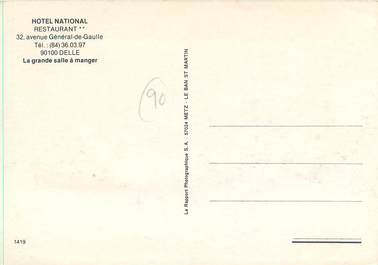 HOTEL NATIONAL
RESTAURANT **
32, avenue Général-de-Gaulle
Tél. : (84) 36.03.97
90100 DELLE
La grande salle à manger
90
La Rapport Photographique S. A. - 57024 METZ - LE BAN ST MARTIN
1419